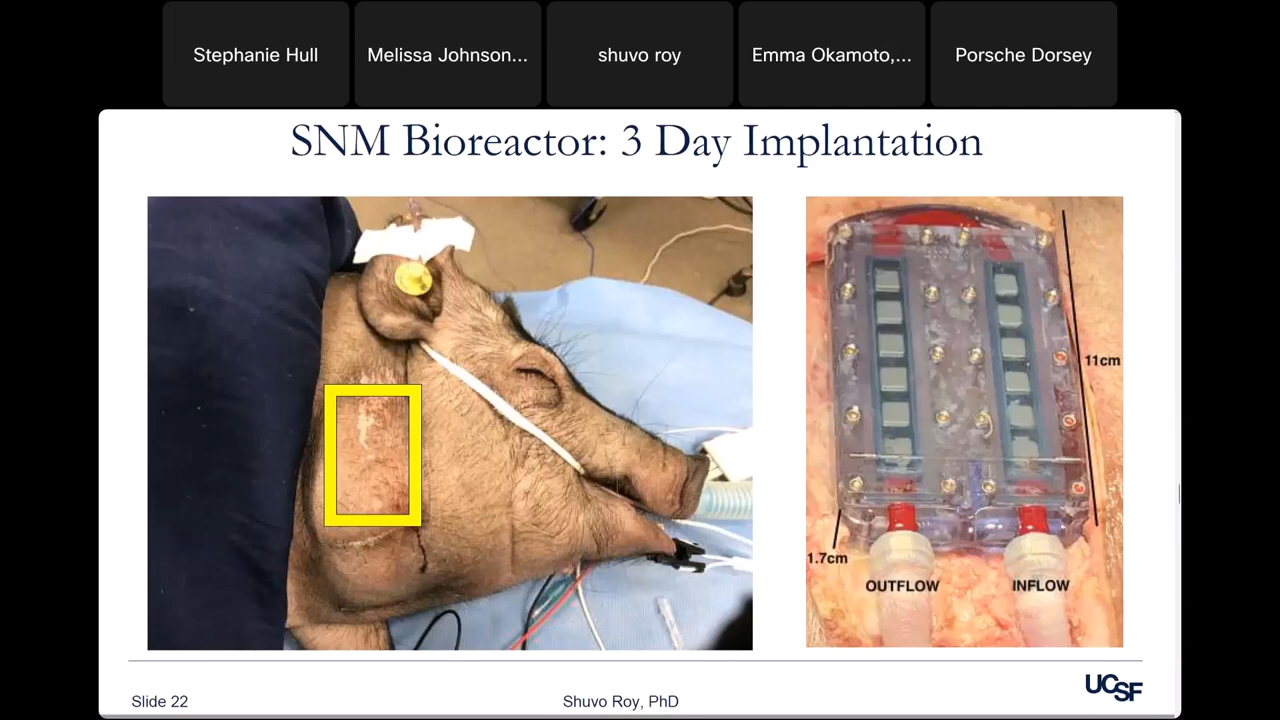 Stephanie Hull
Melissa Johnson...
shuvo roy
Emma Okamoto,...
Porsche Dorsey
SNM Bioreactor: 3 Day Implantation
11cm
1.7cm
OUTFLOW
INFLOW
Slide 22
Shuvo Roy, PhD
UCSF